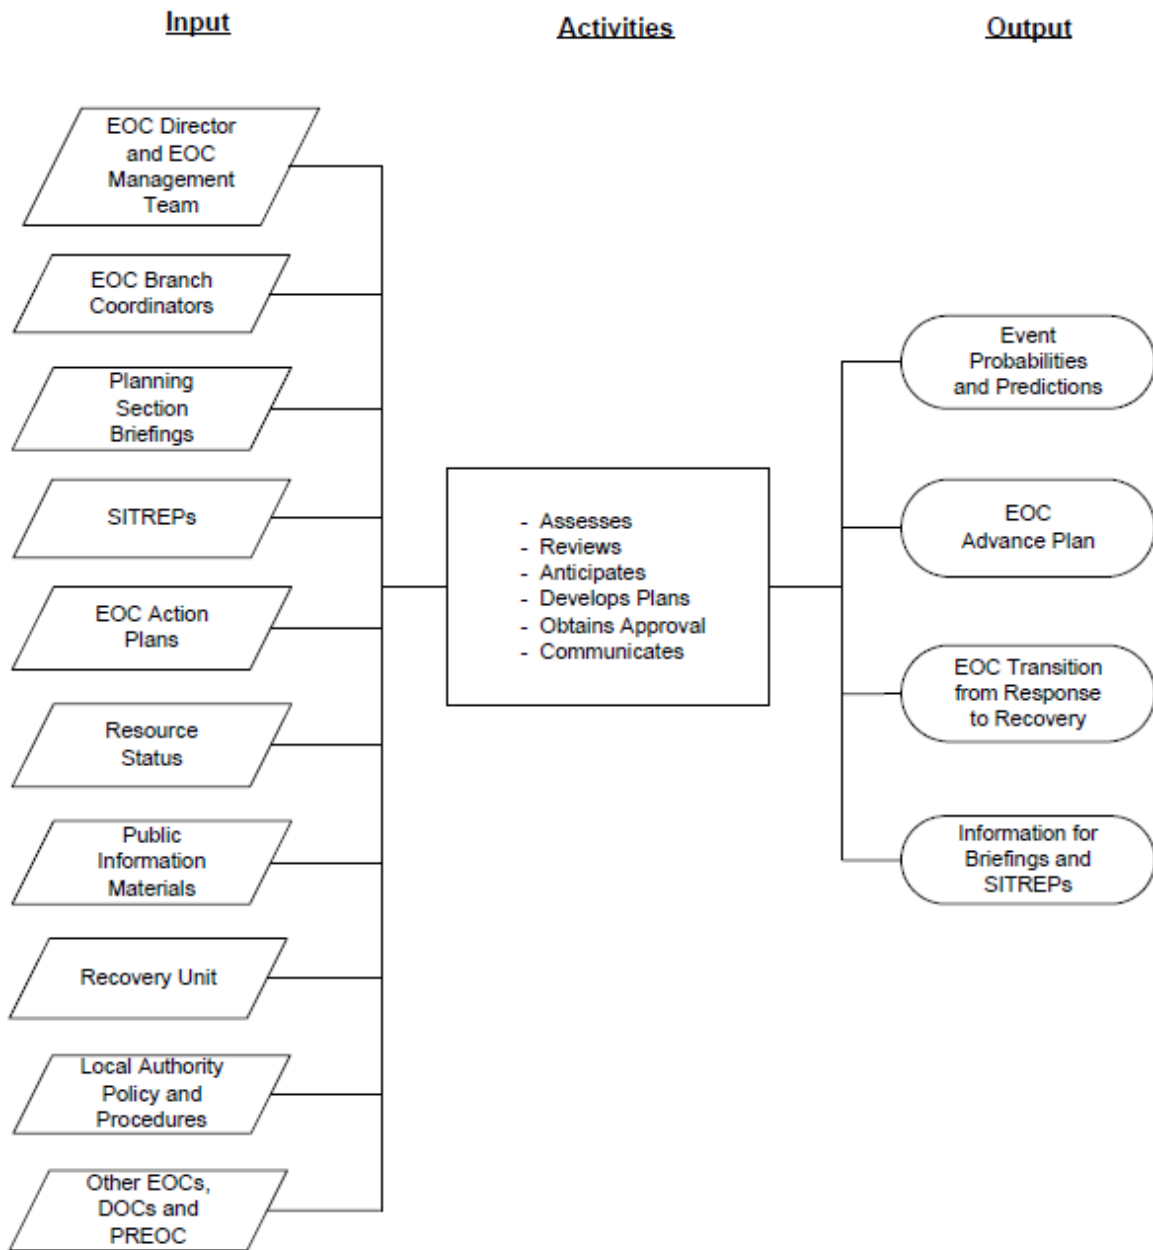 Input
Activities
Output
EOC Director
and EOC
Management
Team
EOC Branch
Coordinators
Planning
Section
Briefings
SITREPs
EOC Action
Plans
Resource
Status
Public
Information
Materials
Recovery Unit
Local Authority
Policy and
Procedures
Other EOCs,
DOCs and
PREOC
- Assesses
- Reviews
- Anticipates
- Develops Plans
- Obtains Approval
- Communicates
Event
Probabilities
and Predictions
EOC
Advance Plan
EOC Transition
from Response
to Recovery
Information for
Briefings and
SITREPs